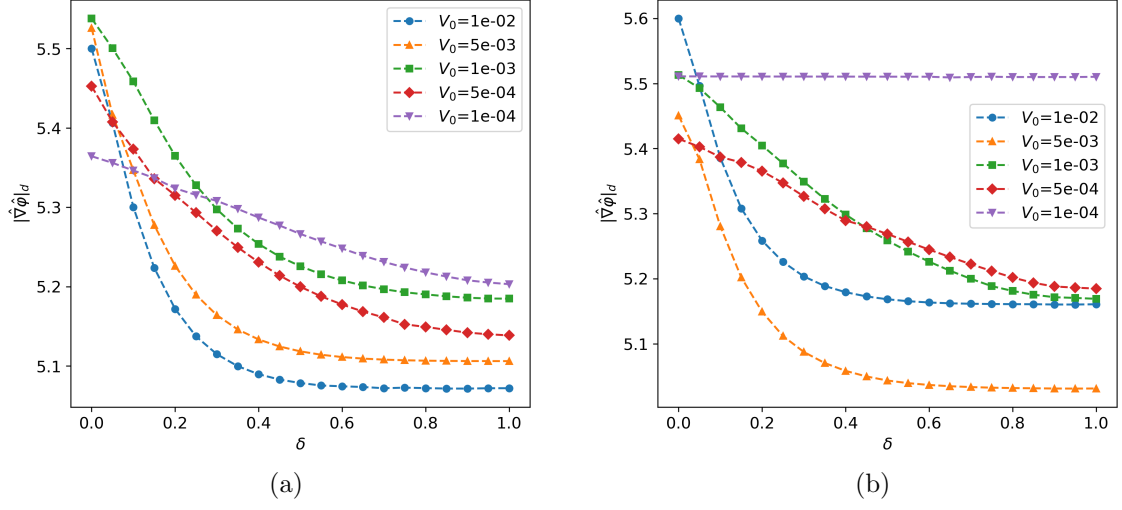 5.5
5.4
5.3
5.2
5.1
|∇̂φ̂|_d
0.0 0.2 0.4 0.6 0.8 1.0
δ
V₀=1e-02
V₀=5e-03
V₀=1e-03
V₀=5e-04
V₀=1e-04
(a)
5.6
5.5
5.4
5.3
5.2
5.1
|∇̂φ̂|_d
0.0 0.2 0.4 0.6 0.8 1.0
δ
V₀=1e-02
V₀=5e-03
V₀=1e-03
V₀=5e-04
V₀=1e-04
(b)